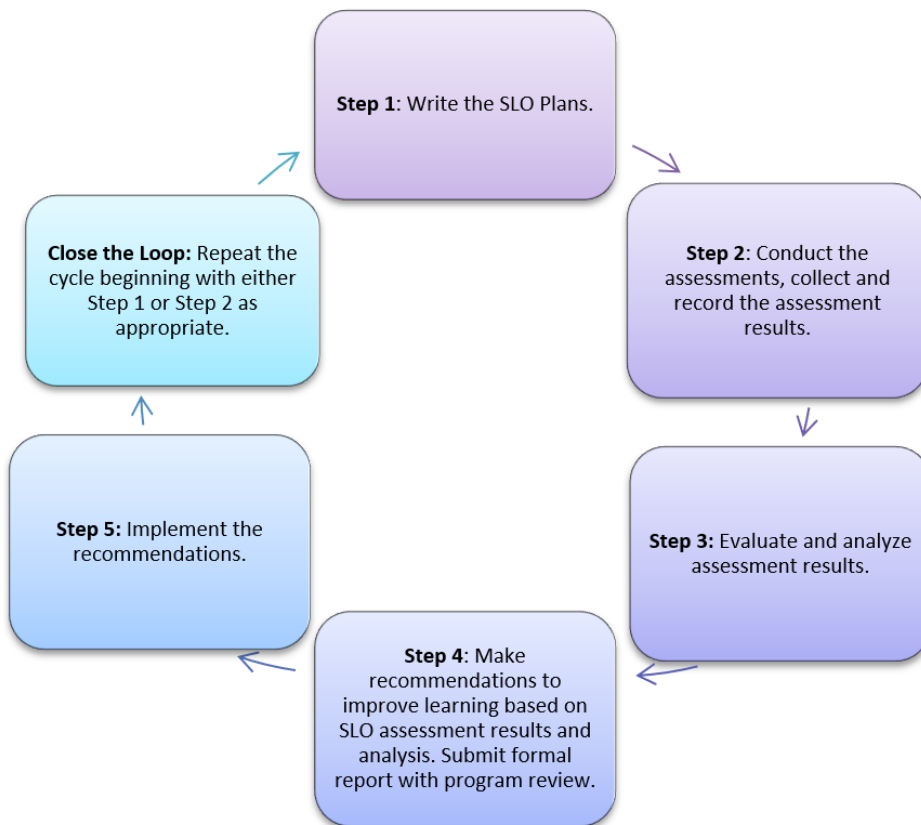 Step 1: Write the SLO Plans.
Step 2: Conduct the
assessments, collect and
record the assessment
results.
Step 3: Evaluate and analyze
assessment results.
Step 4: Make
recommendations to
improve learning based on
SLO assessment results and
analysis. Submit formal
report with program review.
Step 5: Implement the
recommendations.
Close the Loop: Repeat the
cycle beginning with either
Step 1 or Step 2 as
appropriate.